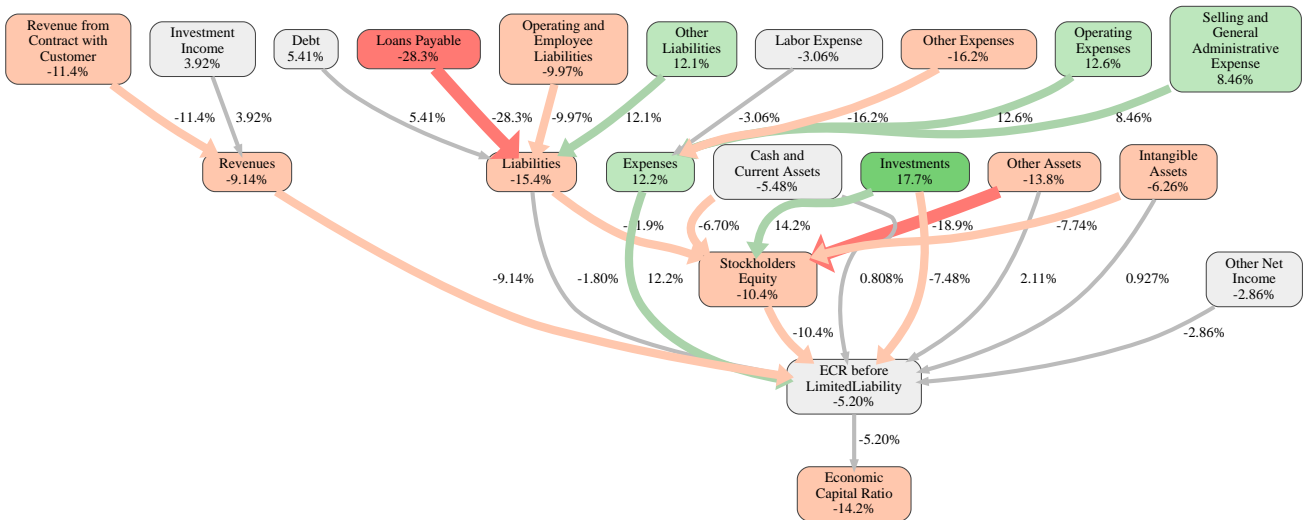 Revenue from
Contract with
Customer
-11.4%
Investment
Income
3.92%
Debt
5.41%
Loans Payable
-28.3%
Operating and
Employee
Liabilities
-9.97%
Other
Liabilities
12.1%
Labor Expense
-3.06%
Other Expenses
-16.2%
Operating
Expenses
12.6%
Selling and
General
Administrative
Expense
8.46%
-11.4%
3.92%
5.41%
-28.3%
-9.97%
12.1%
-3.06%
-16.2%
12.6%
8.46%
Revenues
-9.14%
Liabilities
-15.4%
Expenses
12.2%
Cash and
Current Assets
-5.48%
Investments
17.7%
Other Assets
-13.8%
Intangible
Assets
-6.26%
-6.70%
14.2%
-18.9%
-7.74%
Stockholders
Equity
-10.4%
Other Net
Income
-2.86%
-9.14%
-1.80%
12.2%
0.808%
-7.48%
2.11%
0.927%
-10.4%
-2.86%
ECR before
LimitedLiability
-5.20%
-5.20%
Economic
Capital Ratio
-14.2%